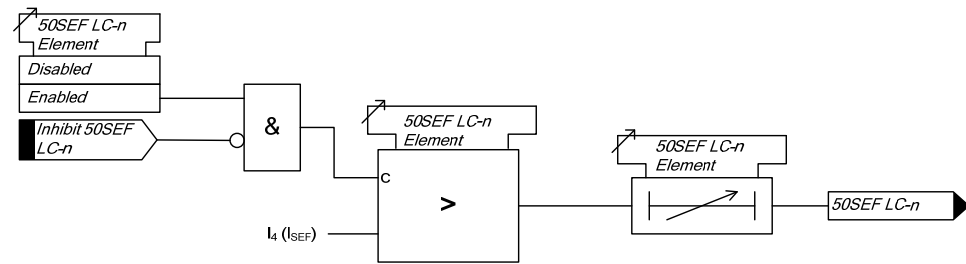 50SEF LC-n
Element
Disabled
Enabled
Inhibit 50SEF
LC-n
&
50SEF LC-n
Element
C
>
I4 (ISEF)
50SEF LC-n
Element
50SEF LC-n